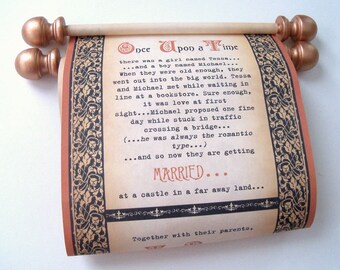 Once Upon a Time
there was a girl named Tessa...
...and a boy named Michael...
When they were old enough, they
went out into the big world. Tessa
and Michael met while waiting in
line at a bookstore. Sure enough,
it was love at first
sight...Michael proposed one fine
day while stuck in traffic
crossing a bridge...
(...he was always the romantic
type...)
...and so now they are getting
MARRIED...
at a castle in a far away land...
Together with their parents,